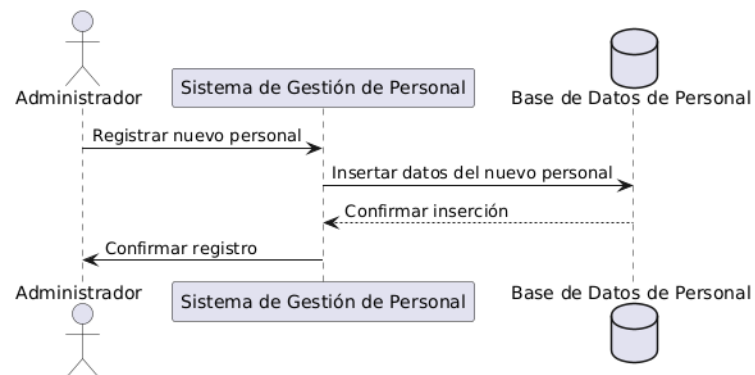 Administrador
Sistema de Gestión de Personal
Base de Datos de Personal
Registrar nuevo personal
Insertar datos del nuevo personal
Confirmar inserción
Confirmar registro
Administrador
Sistema de Gestión de Personal
Base de Datos de Personal